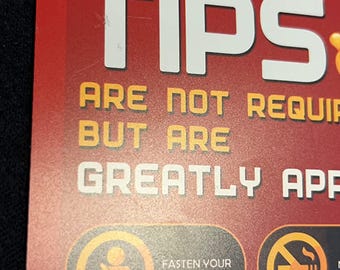 TIPS
ARE NOT REQUI
BUT ARE
GREATLY APP
FASTEN YOUR